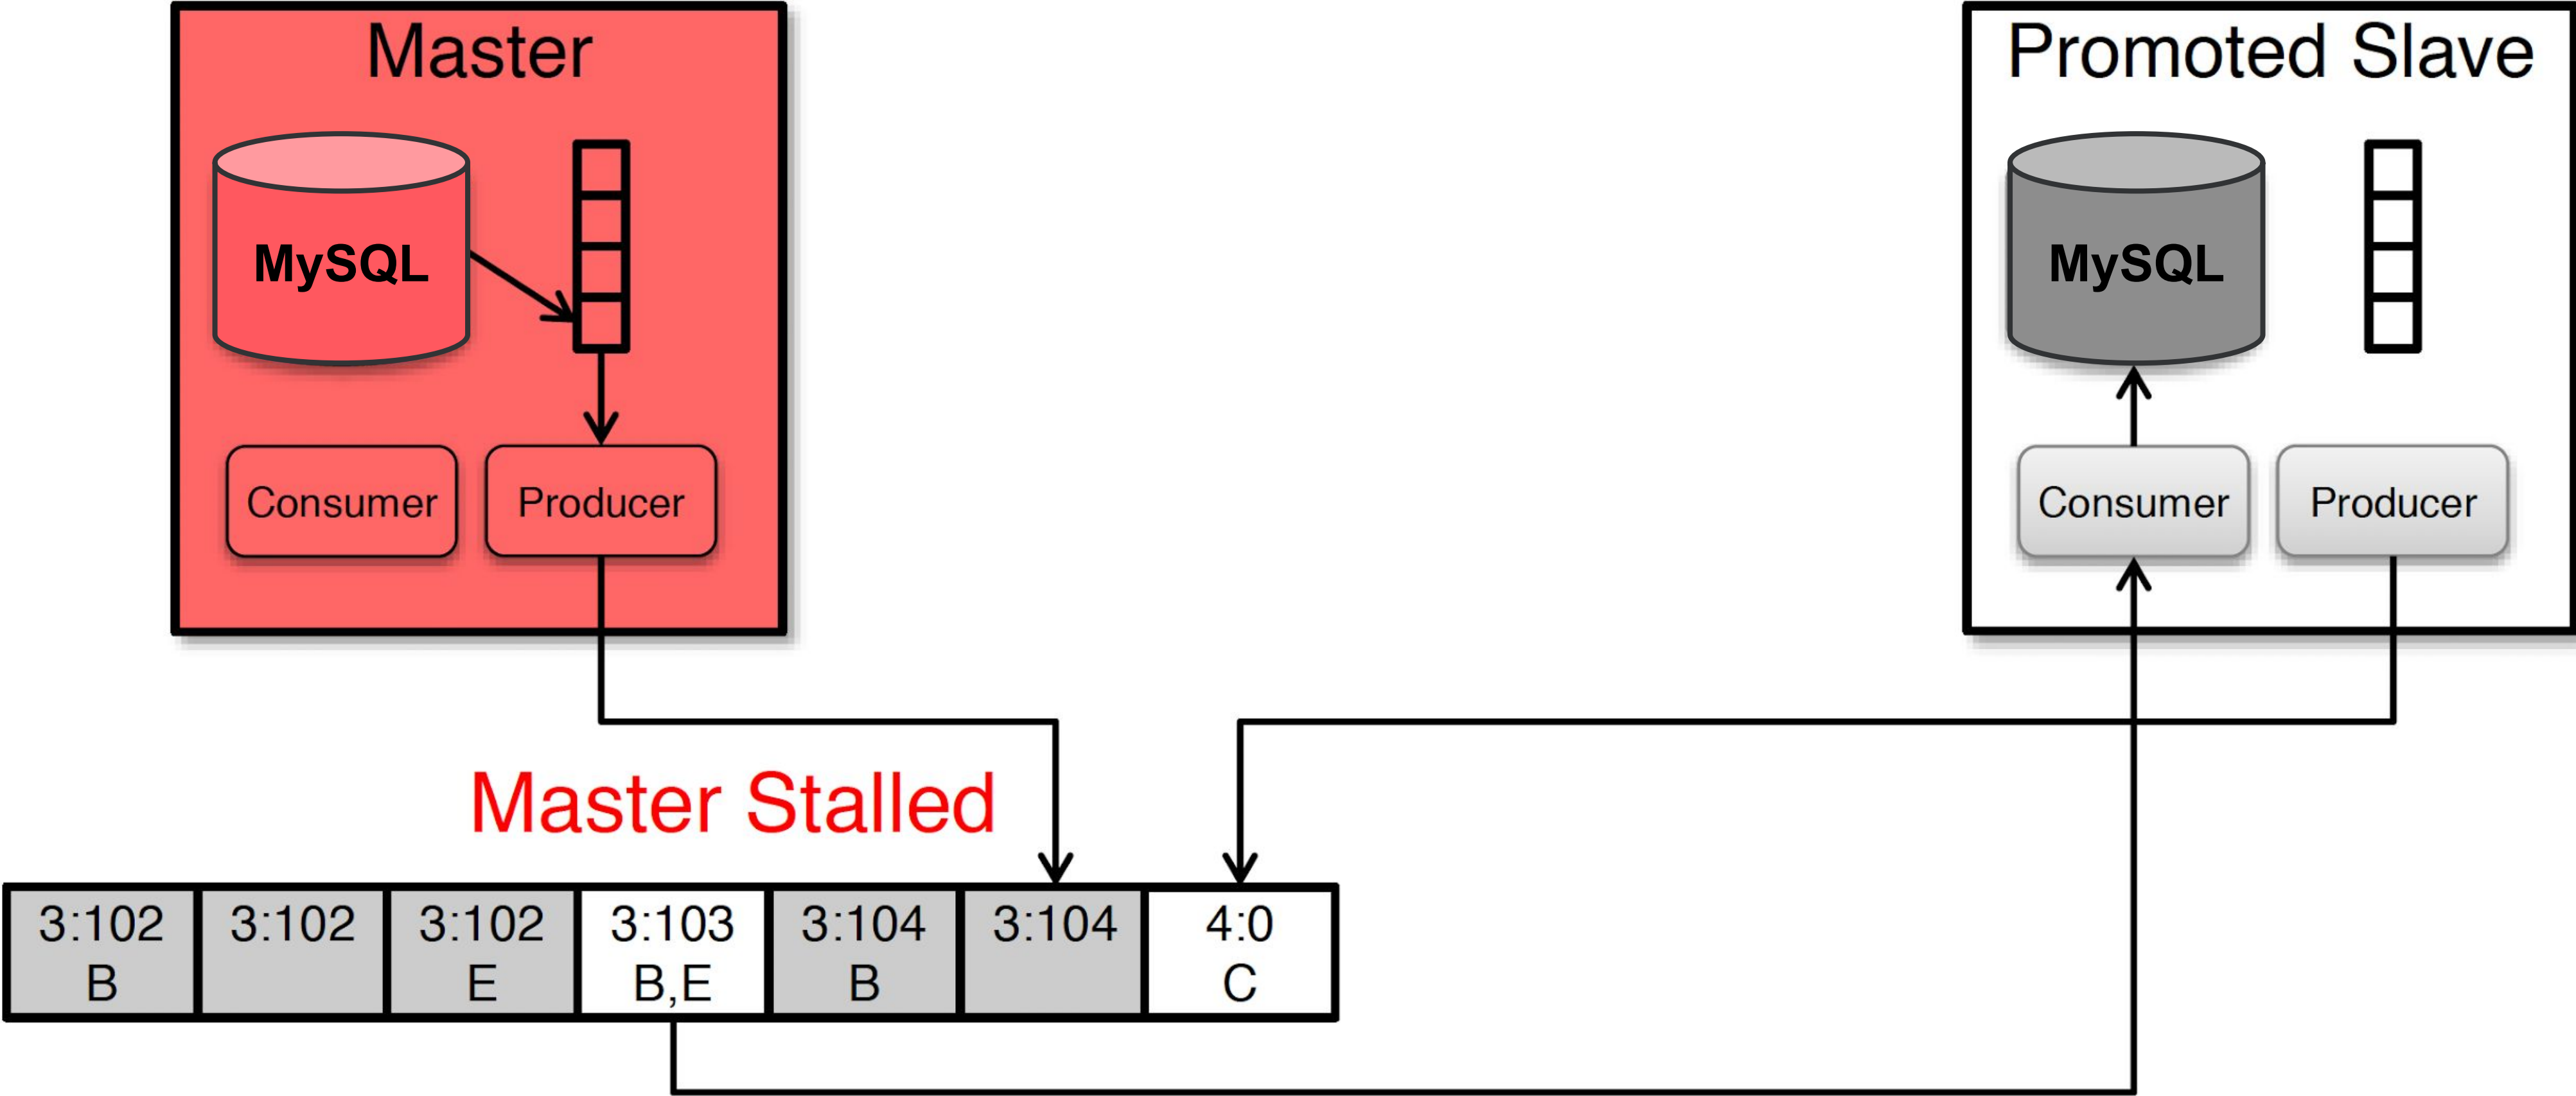 Master
Promoted Slave
MySQL
MySQL
Consumer
Producer
Consumer
Producer
Master Stalled
3:102
B
3:102
3:102
E
3:103
B,E
3:104
B
3:104
4:0
C